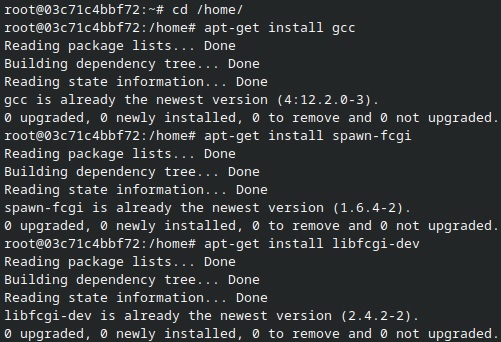 root@03c71c4bbf72:~# cd /home/
root@03c71c4bbf72:/home# apt-get install gcc
Reading package lists... Done
Building dependency tree... Done
Reading state information... Done
gcc is already the newest version (4:12.2.0-3).
0 upgraded, 0 newly installed, 0 to remove and 0 not upgraded.
root@03c71c4bbf72:/home# apt-get install spawn-fcgi
Reading package lists... Done
Building dependency tree... Done
Reading state information... Done
spawn-fcgi is already the newest version (1.6.4-2).
0 upgraded, 0 newly installed, 0 to remove and 0 not upgraded.
root@03c71c4bbf72:/home# apt-get install libfcgi-dev
Reading package lists... Done
Building dependency tree... Done
Reading state information... Done
libfcgi-dev is already the newest version (2.4.2-2).
0 upgraded, 0 newly installed, 0 to remove and 0 not upgraded.